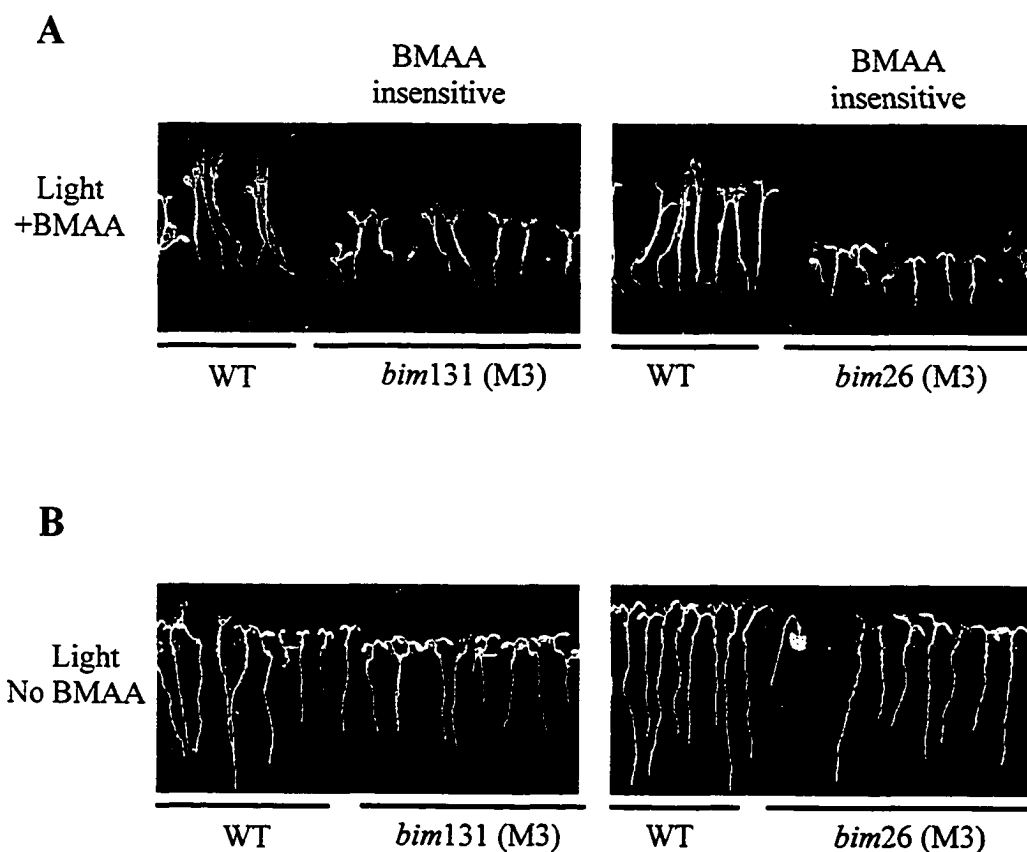 A
BMAA
insensitive
BMAA
insensitive
Light
+BMAA
WT
bim131 (M3)
WT
bim26 (M3)
B
Light
No BMAA
WT
bim131 (M3)
WT
bim26 (M3)